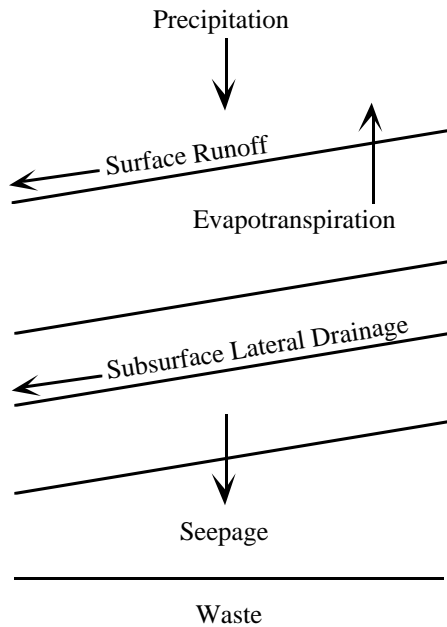 Precipitation
Surface Runoff
Evapotranspiration
Subsurface Lateral Drainage
Seepage
Waste